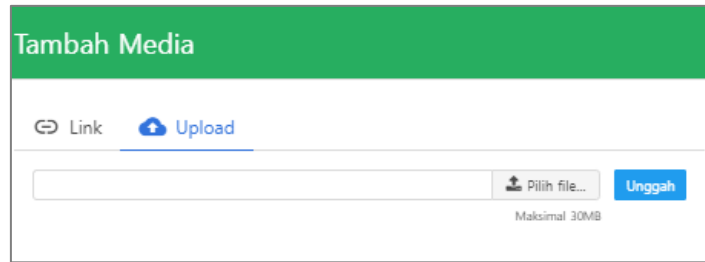 Tambah Media
Link Upload
Pilih file... Unggah
Maksimal 30MB